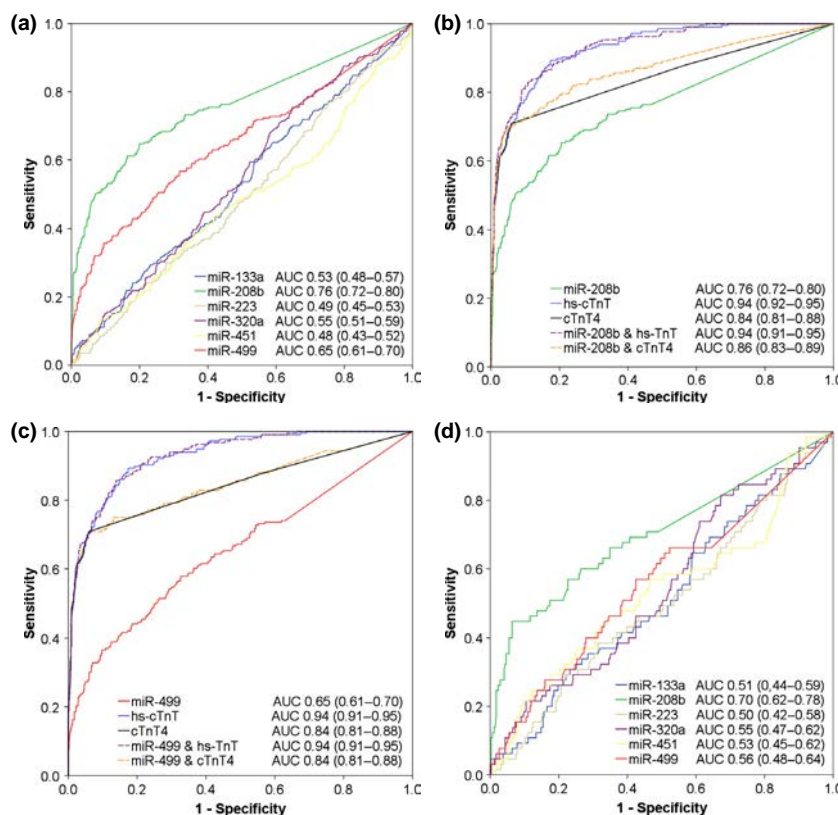 (a)
1.0
0.8
0.6
0.4
0.2
0.0
Sensitivity
miR-133a AUC 0.53 (0.48–0.57)
miR-208b AUC 0.76 (0.72–0.80)
miR-223 AUC 0.49 (0.45–0.53)
miR-320a AUC 0.55 (0.51–0.59)
miR-451 AUC 0.48 (0.43–0.52)
miR-499 AUC 0.65 (0.61–0.70)
0.0 0.2 0.4 0.6 0.8 1.0
1 - Specificity
(b)
1.0
0.8
0.6
0.4
0.2
0.0
Sensitivity
miR-208b AUC 0.76 (0.72–0.80)
hs-cTnT AUC 0.94 (0.92–0.95)
cTnT4 AUC 0.84 (0.81–0.88)
miR-208b & hs-TnT AUC 0.94 (0.91–0.95)
miR-208b & cTnT4 AUC 0.86 (0.83–0.89)
0.0 0.2 0.4 0.6 0.8 1.0
1 - Specificity
(c)
1.0
0.8
0.6
0.4
0.2
0.0
Sensitivity
miR-499 AUC 0.65 (0.61–0.70)
hs-cTnT AUC 0.94 (0.91–0.95)
cTnT4 AUC 0.84 (0.81–0.88)
miR-499 & hs-TnT AUC 0.94 (0.91–0.95)
miR-499 & cTnT4 AUC 0.84 (0.81–0.88)
0.0 0.2 0.4 0.6 0.8 1.0
1 - Specificity
(d)
1.0
0.8
0.6
0.4
0.2
0.0
Sensitivity
miR-133a AUC 0.51 (0,44–0.59)
miR-208b AUC 0.70 (0.62–0.78)
miR-223 AUC 0.50 (0.42–0.58)
miR-320a AUC 0.55 (0.47–0.62)
miR-451 AUC 0.53 (0.45–0.62)
miR-499 AUC 0.56 (0.48–0.64)
0.0 0.2 0.4 0.6 0.8 1.0
1 - Specificity